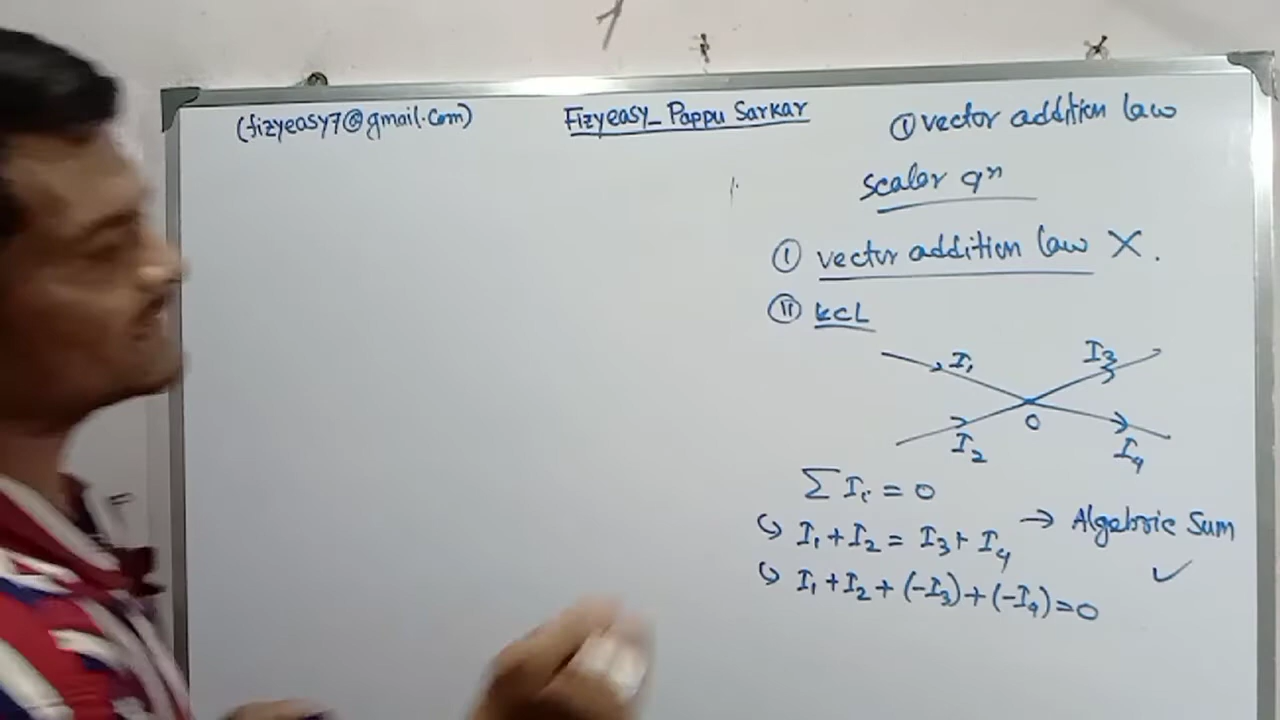 (fizyeasy7@gmail.com)
Fizyeasy_ Pappu Sarkar
① vector addition law
scaler qⁿ
① vector addition law X.
② KCL
I₁
I₃
O
I₂
I₄
∑ Iᵢ = 0
↪ I₁ + I₂ = I₃ + I₄ → Algebric Sum ✓
↪ I₁ + I₂ + (-I₃) + (-I₄) = 0